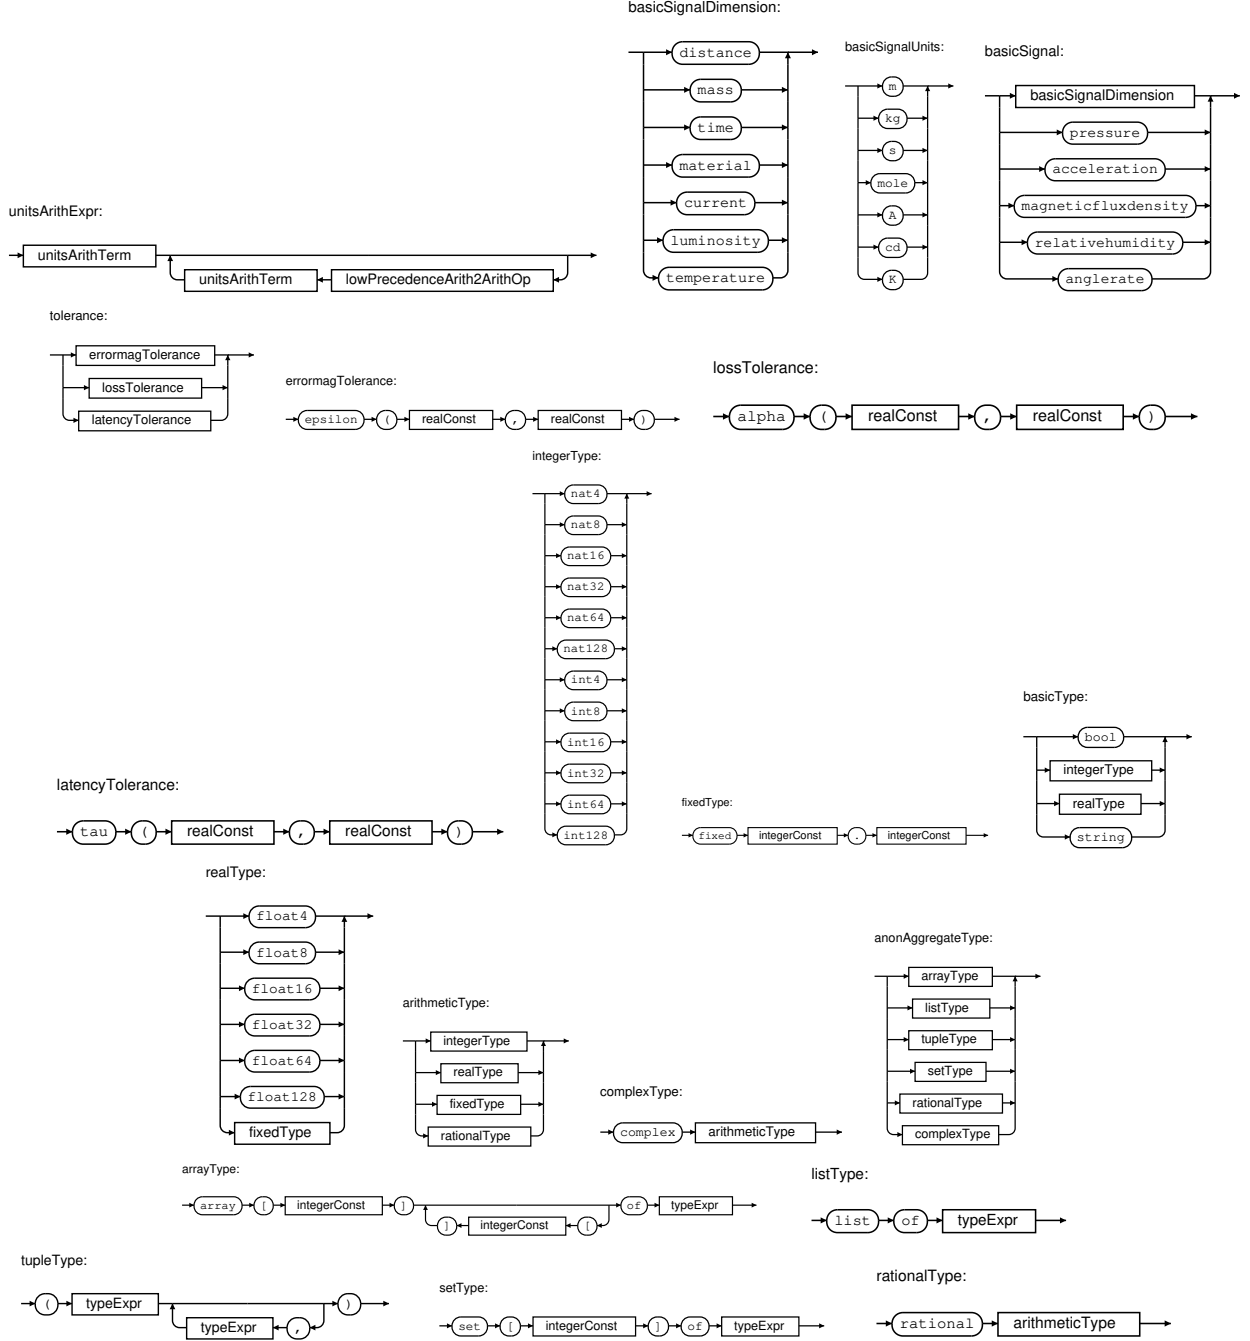 basicSignalDimension:
distance
mass
time
material
current
luminosity
temperature
basicSignalUnits:
m
kg
s
mole
A
cd
K
basicSignal:
basicSignalDimension
pressure
acceleration
magneticfluxdensity
relativehumidity
anglerate
unitsArithExpr:
unitsArithTerm
unitsArithTerm lowPrecedenceArith2ArithOp
tolerance:
errormagTolerance
lossTolerance
latencyTolerance
errormagTolerance:
epsilon ( realConst , realConst )
lossTolerance:
alpha ( realConst , realConst )
integerType:
nat4
nat8
nat16
nat32
nat64
nat128
int4
int8
int16
int32
int64
int128
latencyTolerance:
tau ( realConst , realConst )
fixedType:
fixed integerConst . integerConst
basicType:
bool
integerType
realType
string
realType:
float4
float8
float16
float32
float64
float128
fixedType
arithmeticType:
integerType
realType
fixedType
rationalType
complexType:
complex arithmeticType
anonAggregateType:
arrayType
listType
tupleType
setType
rationalType
complexType
arrayType:
array [ integerConst ] of typeExpr
] integerConst [
listType:
list of typeExpr
tupleType:
( typeExpr )
typeExpr ,
setType:
set [ integerConst ] of typeExpr
rationalType:
rational arithmeticType